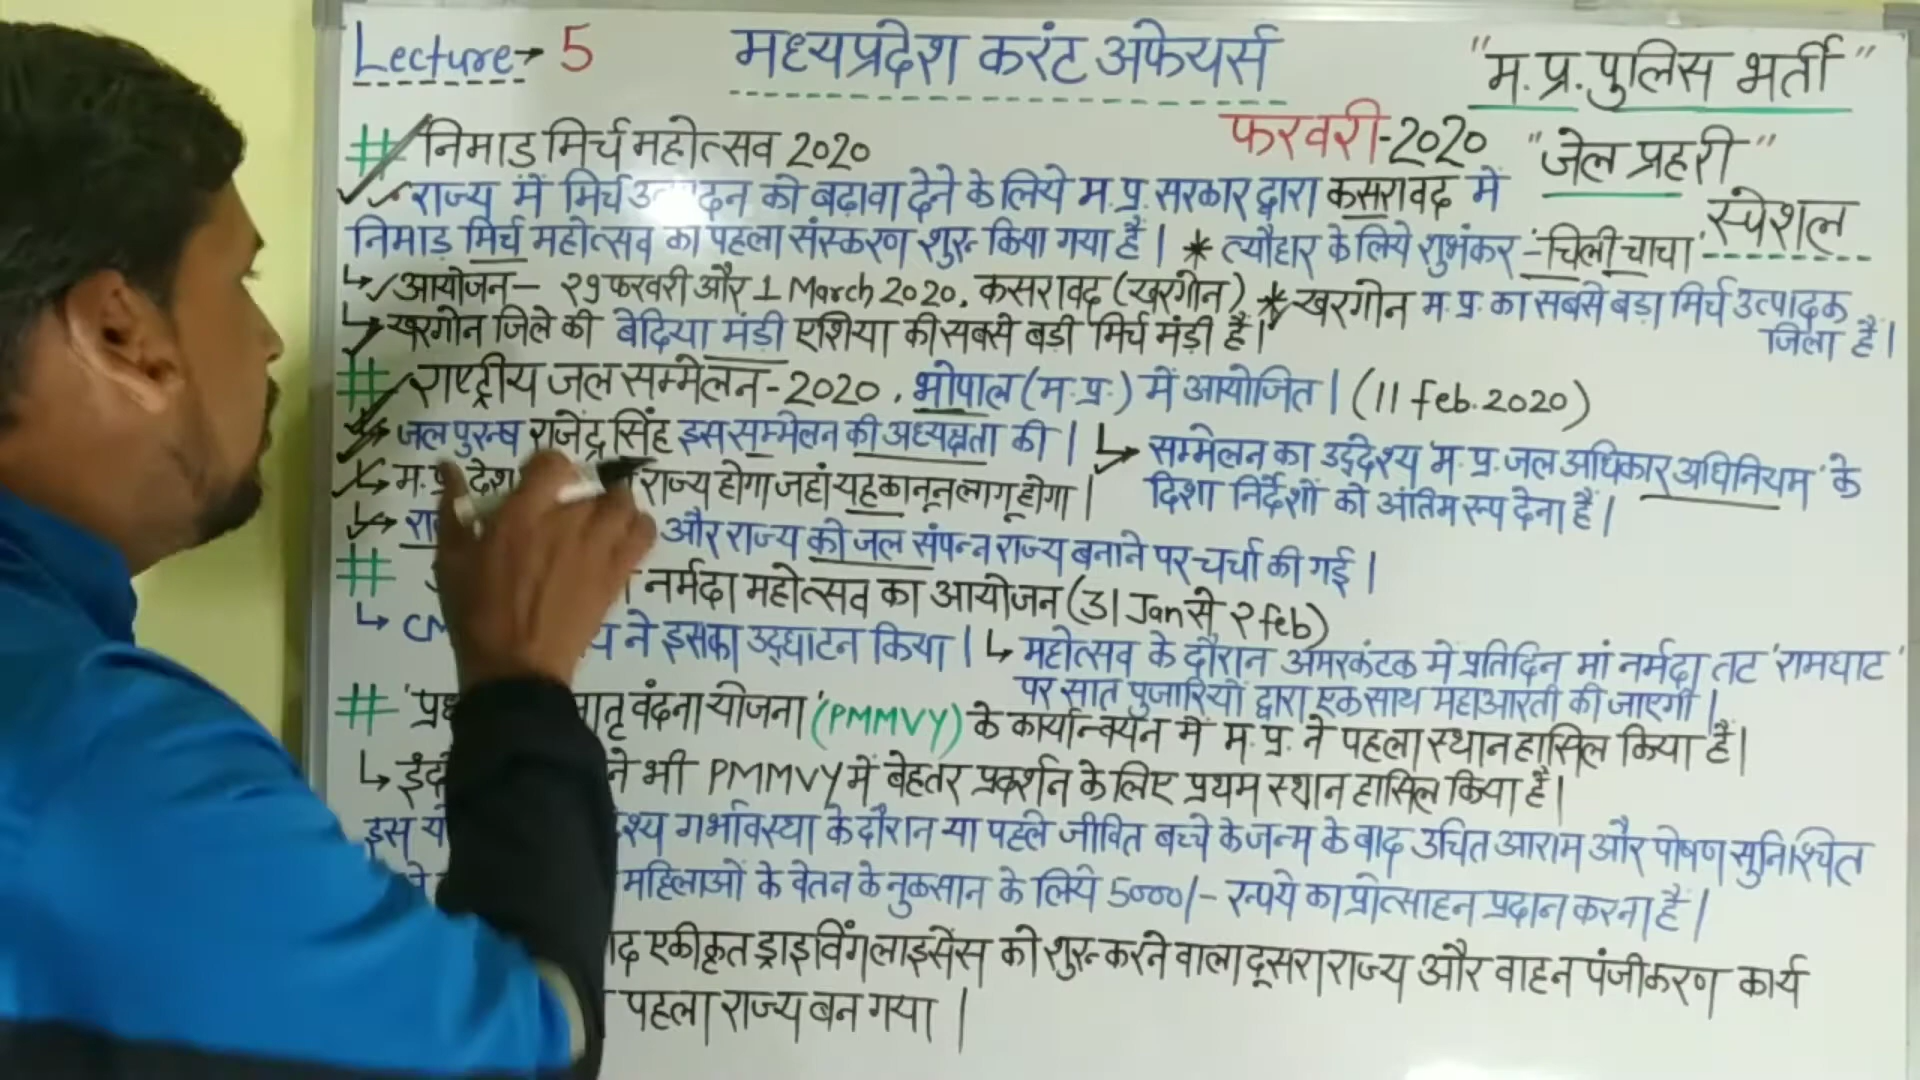 Lecture→ 5
मध्यप्रदेश करंट अफेयर्स
"म.प्र.पुलिस भर्ती"
फरवरी-2020
"जेल प्रहरी"
स्पेशल
# निमाड मिर्च महोत्सव 2020
राज्य में मिर्च उत्पादन को बढावा देने के लिये म.प्र. सरकार द्वारा कसरावद में
निमाड़ मिर्च महोत्सव का पहला संस्करण शुरू किया गया है। * त्यौहार के लिये शुभंकर - चिली चाचा
↳ आयोजन – २९ फरवरी और 1 March 2020, कसरावद (खरगोन)
* खरगोन म.प्र. का सबसे बड़ा मिर्च उत्पादक
जिला है।
↳ खरगोन जिले की बेदिया मंडी एशिया की सबसे बडी मिर्च मंड़ी है।
# राष्ट्रीय जल सम्मेलन-2020, भोपाल (म.प्र.) में आयोजित। (11 feb.2020)
↳ जल पुरुष राजेंद्र सिंह इस सम्मेलन की अध्यक्षता की।
↳ सम्मेलन का उद्देश्य 'म.प्र. जल अधिकार अधिनियम' के
दिशा निर्देशों को अंतिम रूप देना हैं।
↳ म.प्र.देश राज्य होगा जहां यह कानून लागू होगा।
↳ और राज्य को जल संपन्न राज्य बनाने पर चर्चा की गई।
# नर्मदा महोत्सव का आयोजन (31 Jan से २ feb)
↳ ने इसका उद्घाटन किया।
↳ महोत्सव के दौरान अमरकंटक में प्रतिदिन मां नर्मदा तट 'रामघाट'
पर सात पुजारियों द्वारा एक साथ महाआरती की जाएगी।
# वंदना योजना' (PMMVY) के कार्यान्वयन में म.प्र. ने पहला स्थान हासिल किया है।
↳ ने भी PMMVY में बेहतर प्रदर्शन के लिए प्रथम स्थान हासिल किया है।
इस गर्भावस्था के दौरान या पहले जीवित बच्चे के जन्म के बाद उचित आराम और पोषण सुनिश्चित
महिलाओं के वेतन के नुकसान के लिये 5000/- रूपये का प्रोत्साहन प्रदान करना है।
एकीकृत ड्राइविंग लाइसेंस को शुरू करने वाला दूसरा राज्य और वाहन पंजीकरण कार्य
पहला राज्य बन गया।